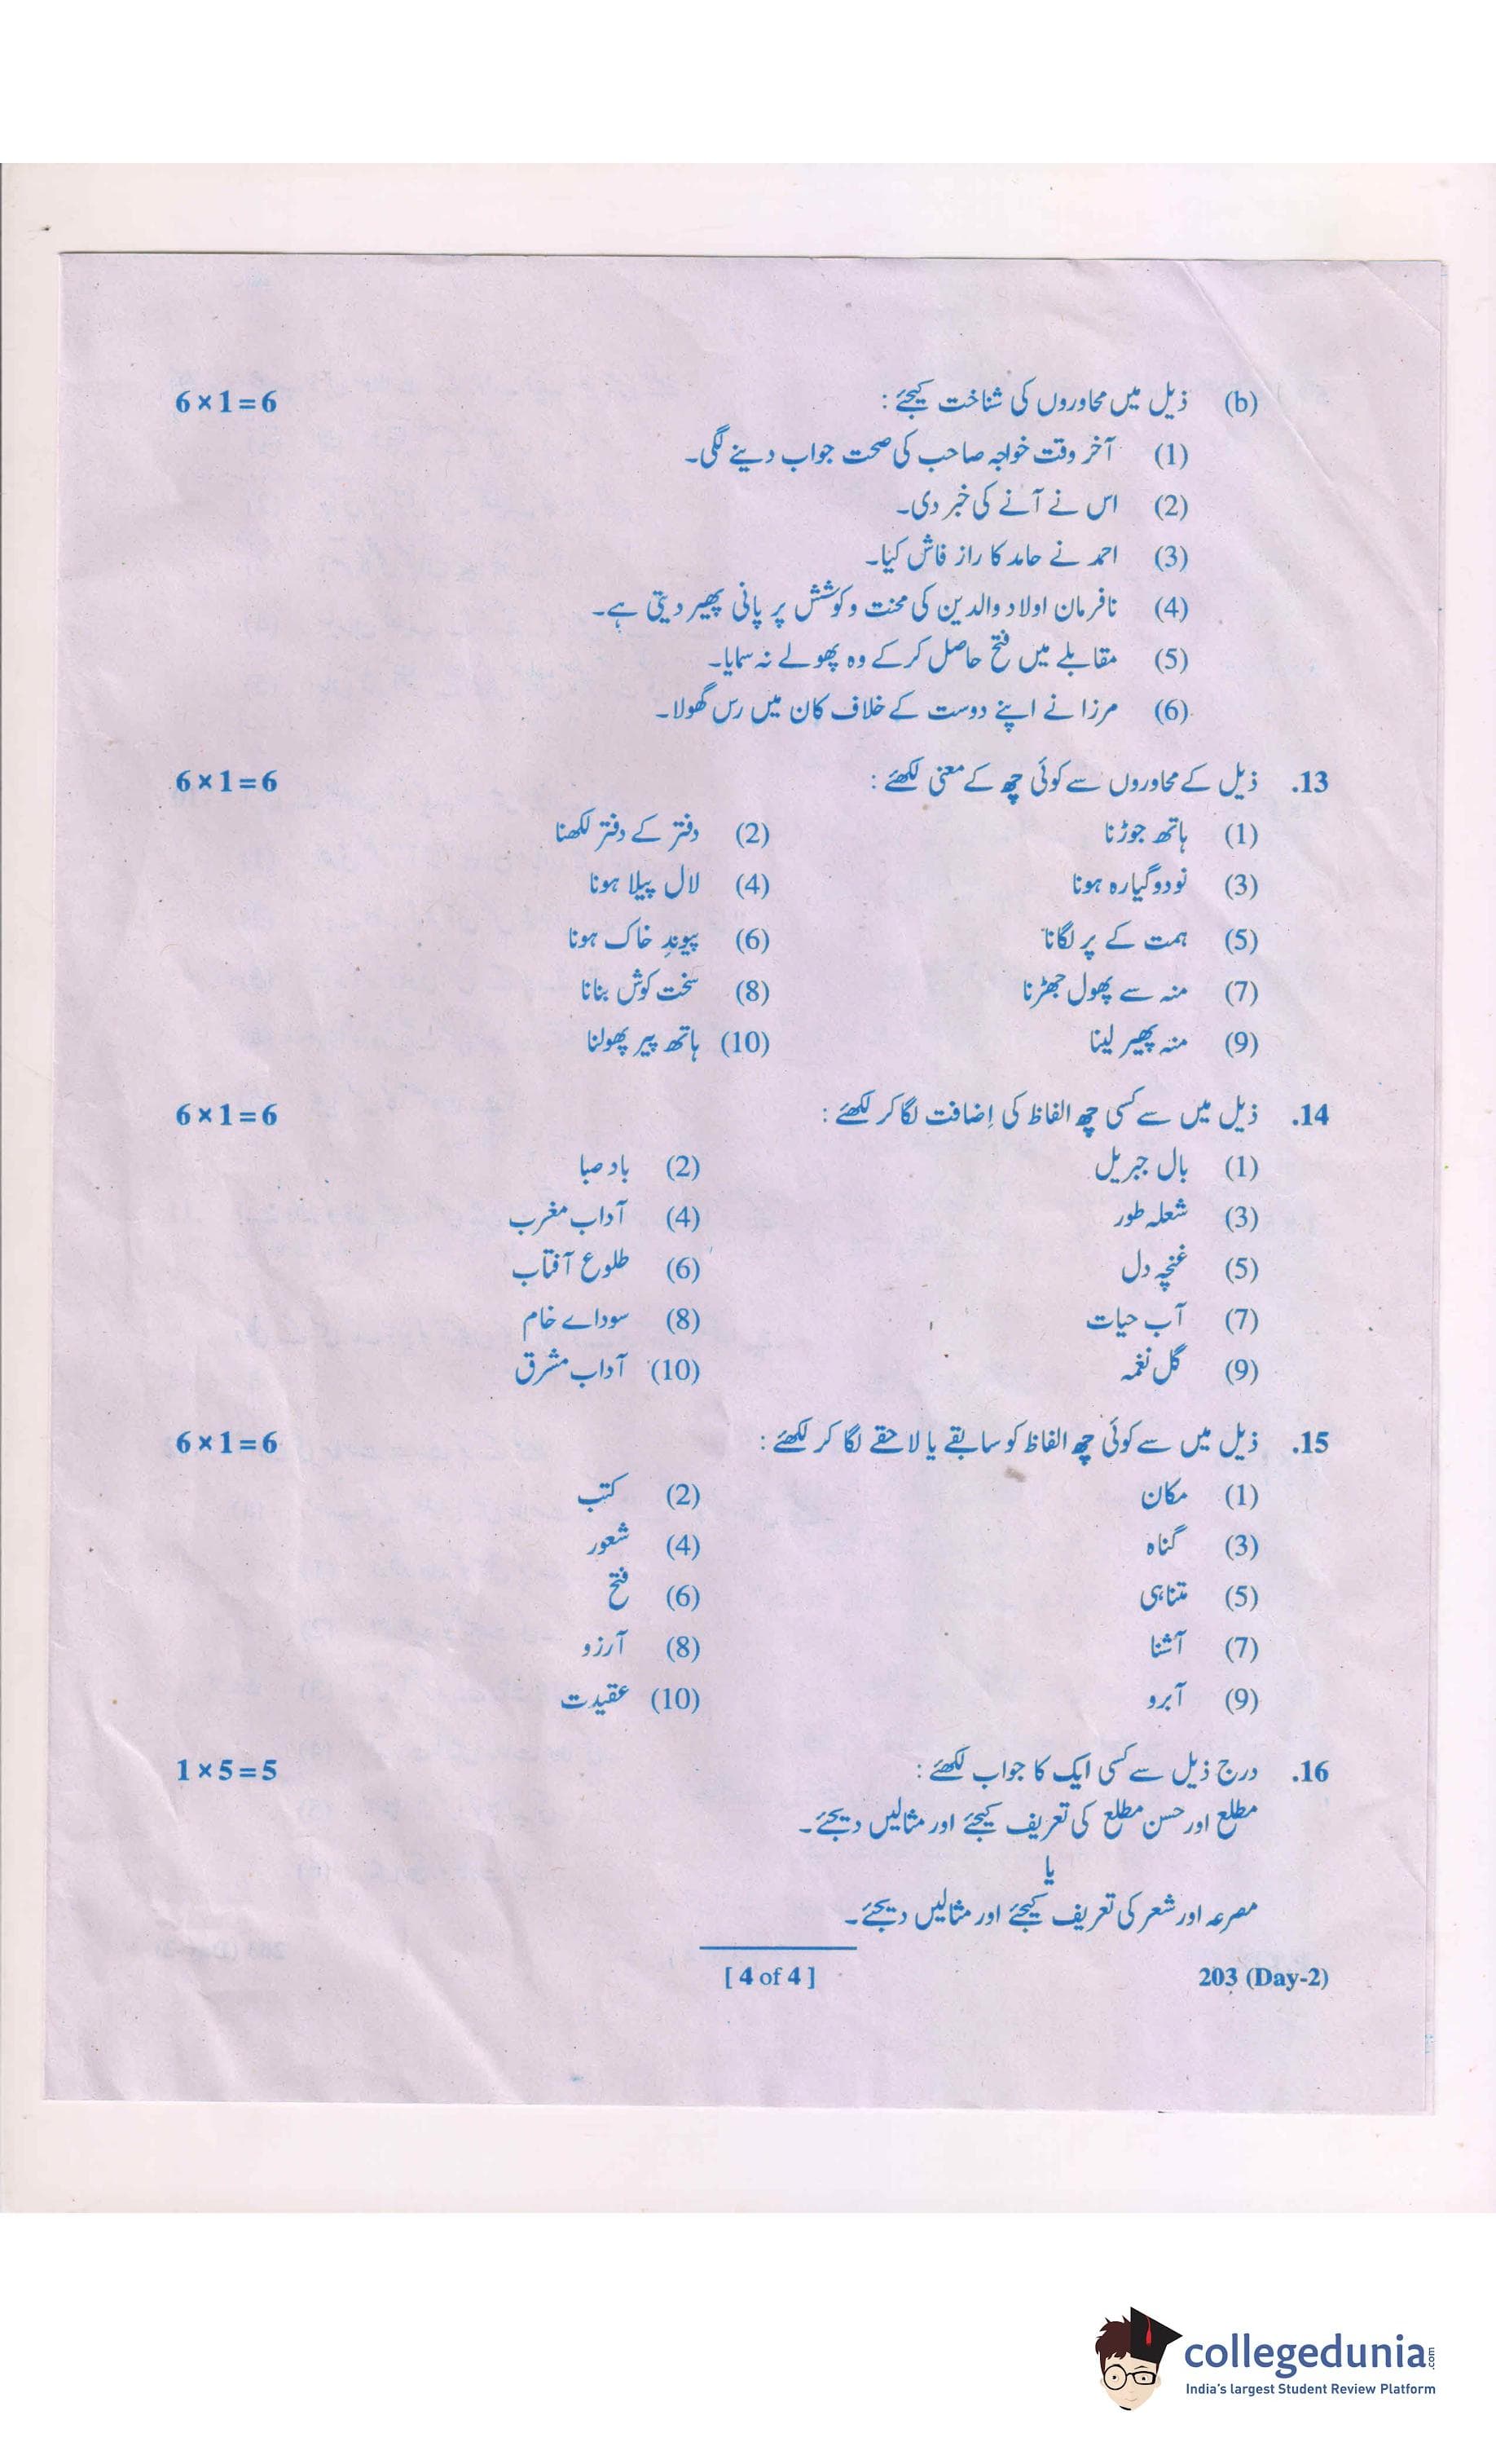 (b) ذیل میں محاوروں کی شناخت کیجئے : 6×1=6
(1) آخر وقت خواجہ صاحب کی صحت جواب دینے لگی۔
(2) اس نے آنے کی خبر دی۔
(3) احمد نے حامد کا راز فاش کیا۔
(4) نافرمان اولاد والدین کی محنت و کوشش پر پانی پھیر دیتی ہے۔
(5) مقابلے میں فتح حاصل کرکے وہ پھولے نہ سمایا۔
(6) مرزا نے اپنے دوست کے خلاف کان میں رس گھولا۔
13. ذیل کے محاوروں سے کوئی چھ کے معنی لکھئے : 6×1=6
(1) ہاتھ جوڑنا (2) دفتر کے دفتر لکھنا
(3) نو دو گیارہ ہونا (4) لال پیلا ہونا
(5) ہمت کے پر لگانا (6) پیوندِ خاک ہونا
(7) منہ سے پھول جھڑنا (8) سخت کوش بنانا
(9) منہ پھیر لینا (10) ہاتھ پیر پھولنا
14. ذیل میں سے کسی چھ الفاظ کی اِضافت لگا کر لکھئے : 6×1=6
(1) بال جبریل (2) باد صبا
(3) شعلہ طور (4) آداب مغرب
(5) غنچہ دل (6) طلوع آفتاب
(7) آب حیات (8) سوداے خام
(9) گل نغمہ (10) آداب مشرق
15. ذیل میں سے کوئی چھ الفاظ کو سابقے یا لاحقے لگا کر لکھئے : 6×1=6
(1) مکان (2) کتب
(3) گناہ (4) شعور
(5) متناہی (6) فتح
(7) آشنا (8) آرزو
(9) آبرو (10) عقیدت
16. درج ذیل سے کسی ایک کا جواب لکھئے : 1×5=5
مطلع اور حسن مطلع کی تعریف کیجئے اور مثالیں دیجئے۔
یا
مصرعہ اور شعر کی تعریف کیجئے اور مثالیں دیجئے۔
203 (Day-2) [ 4 of 4 ]
collegedunia.com
India's largest Student Review Platform